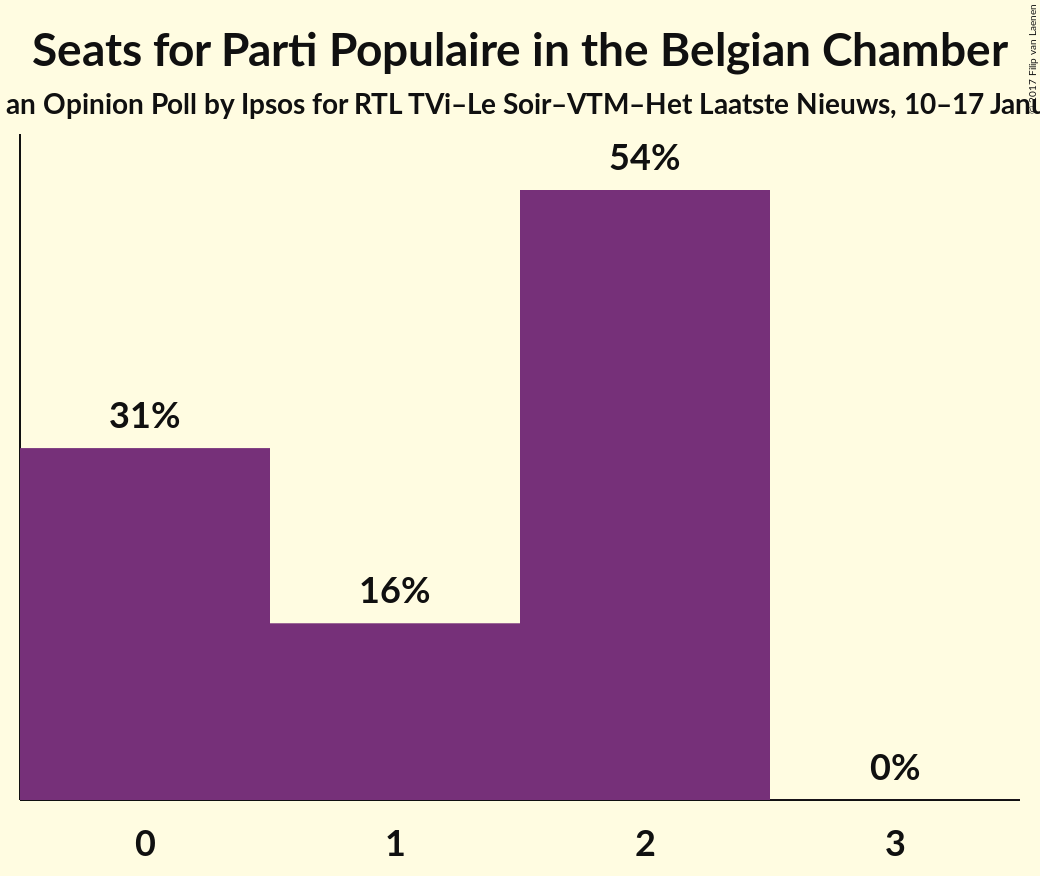 Seats for Parti Populaire in the Belgian Chamber
an Opinion Poll by Ipsos for RTL TVi–Le Soir–VTM–Het Laatste Nieuws, 10–17 Janu
© 2017 Filip van Laenen
54%
31%
16%
0%
0 1 2 3